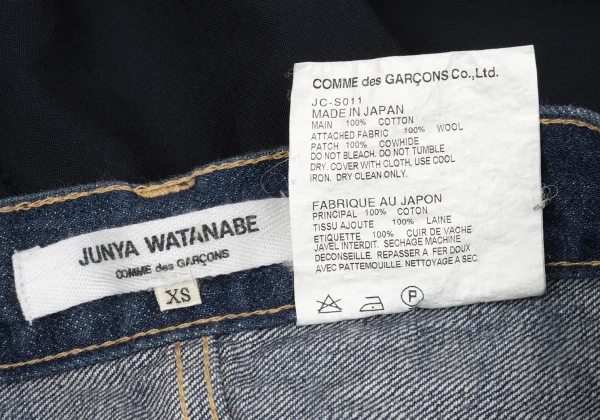 JUNYA WATANABE
COMME des GARÇONS
XS
COMME des GARÇONS Co.,Ltd.
JC-S011
MADE IN JAPAN
MAIN 100% COTTON
ATTACHED FABRIC 100% WOOL
PATCH 100% COWHIDE
DO NOT BLEACH. DO NOT TUMBLE
DRY. COVER WITH CLOTH, USE COOL
IRON. DRY CLEAN ONLY.
FABRIQUE AU JAPON
PRINCIPAL 100% COTON
TISSU AJOUTE 100% LAINE
ETIQUETTE 100% CUIR DE VACHE
JAVEL INTERDIT. SECHAGE MACHINE
DECONSEILLE. REPASSER A FER DOUX
AVEC PATTEMOUILLE. NETTOYAGE A SEC.
P